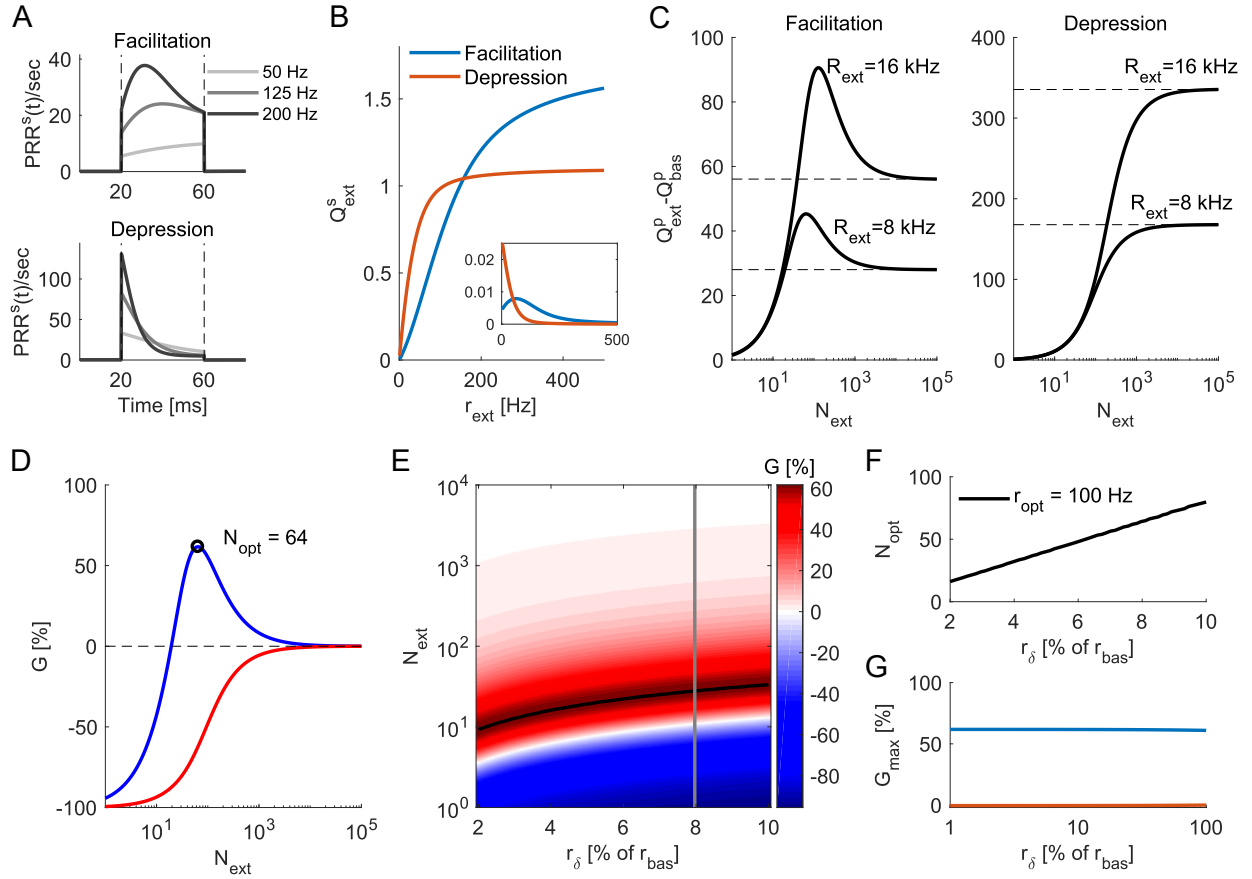 A
Facilitation
PRR^s(t)/sec
40
20
0
20
60
50 Hz
125 Hz
200 Hz
Depression
PRR^s(t)/sec
100
50
0
20
60
Time [ms]
B
Q^s_ext
1.5
1
0.5
0
0
200
400
r_ext [Hz]
Facilitation
Depression
0.02
0.01
0
0
500
C
Facilitation
Q^p_ext-Q^p_bas
100
80
60
40
20
0
10^1
10^3
10^5
N_ext
R_ext=16 kHz
R_ext=8 kHz
Depression
400
350
300
250
200
150
100
50
0
10^1
10^3
10^5
N_ext
R_ext=16 kHz
R_ext=8 kHz
D
G [%]
100
50
0
-50
-100
10^1
10^3
10^5
N_ext
N_opt = 64
E
N_ext
10^4
10^3
10^2
10^1
10^0
2
4
6
8
10
r_δ [% of r_bas]
G [%]
60
40
20
0
-20
-40
-60
-80
F
N_opt
100
50
0
2
4
6
8
10
r_δ [% of r_bas]
r_opt = 100 Hz
G
G_max [%]
100
50
0
1
10
100
r_δ [% of r_bas]